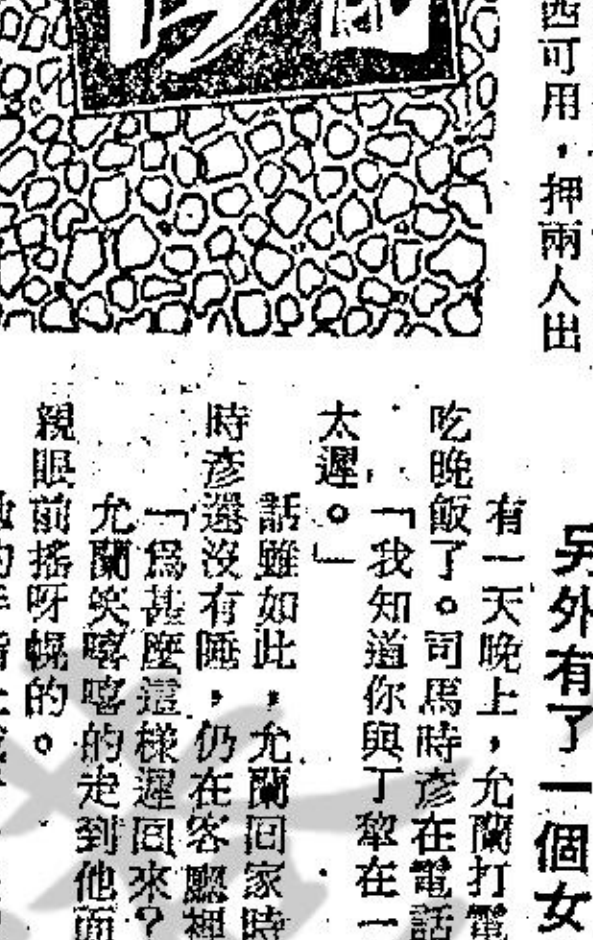 西可用，押兩人出
另外有了一個女
有一天晚上，允蘭打電
吃晚飯了。司馬時彥在電話
「我知道你與丁犂在一
太遲。」
話雖如此，允蘭回家時
時彥還沒有睡，仍在客廳裡
「爲甚麼這樣遲回來？
允蘭笑嘻嘻的走到他面
親眼前搖呀幌的。